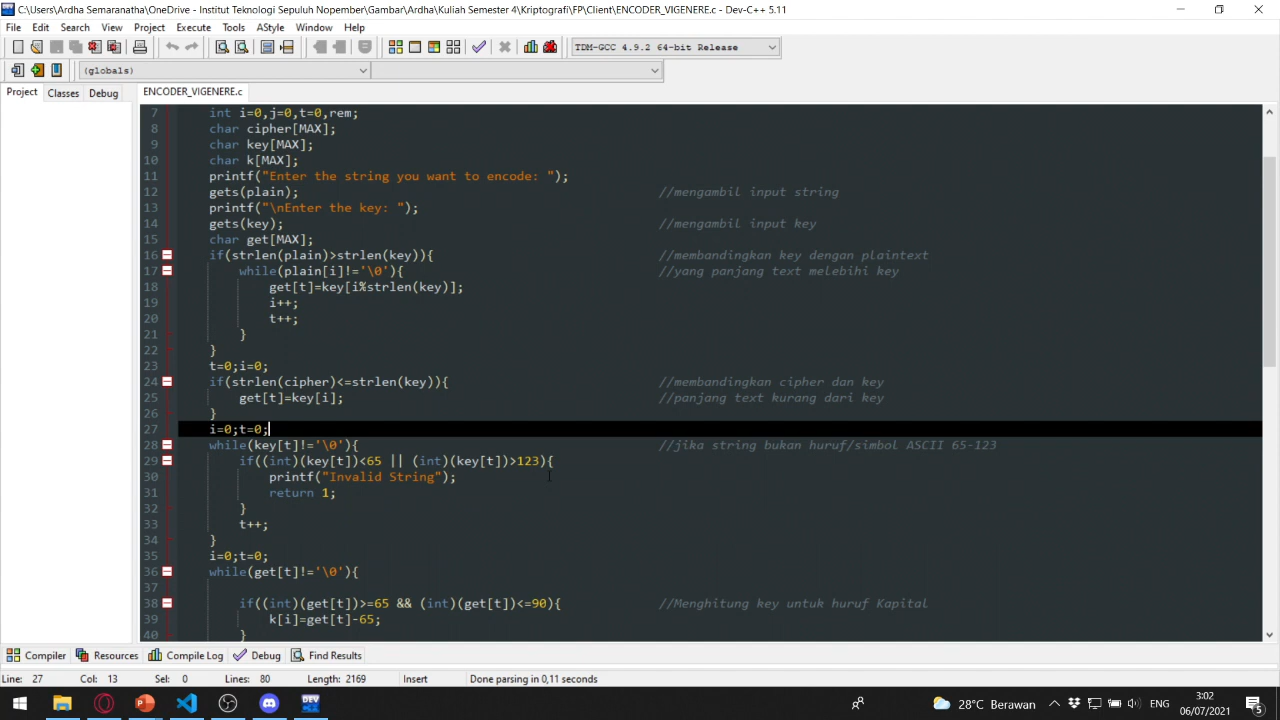 C:\Users\Ardha Semaranatha\OneDrive - Institut Teknologi Sepuluh Nopember\Gambar\Ardha\Kuliah Semester 4\Kriptografi\FP\Client\ENCODER_VIGENERE.c - Dev-C++ 5.11
File Edit Search View Project Execute Tools AStyle Window Help
TDM-GCC 4.9.2 64-bit Release
(globals)
Project Classes Debug ENCODER_VIGENERE.c
7 int i=0,j=0,t=0,rem;
8 char cipher[MAX];
9 char key[MAX];
10 char k[MAX];
11 printf("Enter the string you want to encode: ");
12 gets(plain); //mengambil input string
13 printf("\nEnter the key: ");
14 gets(key); //mengambil input key
15 char get[MAX];
16 if(strlen(plain)>strlen(key)){ //membandingkan key dengan plaintext
17 while(plain[i]!='\0'){ //yang panjang text melebihi key
18 get[t]=key[i%strlen(key)];
19 i++;
20 t++;
21 }
22 }
23 t=0;i=0;
24 if(strlen(cipher)<=strlen(key)){ //membandingkan cipher dan key
25 get[t]=key[i]; //panjang text kurang dari key
26 }
27 i=0;t=0;
28 while(key[t]!='\0'){ //jika string bukan huruf/simbol ASCII 65-123
29 if((int)(key[t])<65 || (int)(key[t])>123){
30 printf("Invalid String");
31 return 1;
32 }
33 t++;
34 }
35 i=0;t=0;
36 while(get[t]!='\0'){
37
38 if((int)(get[t])>=65 && (int)(get[t])<=90){ //Menghitung key untuk huruf Kapital
39 k[i]=get[t]-65;
40 }
Compiler Resources Compile Log Debug Find Results
Line: 27 Col: 13 Sel: 0 Lines: 80 Length: 2169 Insert Done parsing in 0,11 seconds
28°C Berawan ENG 3:02
06/07/2021 5